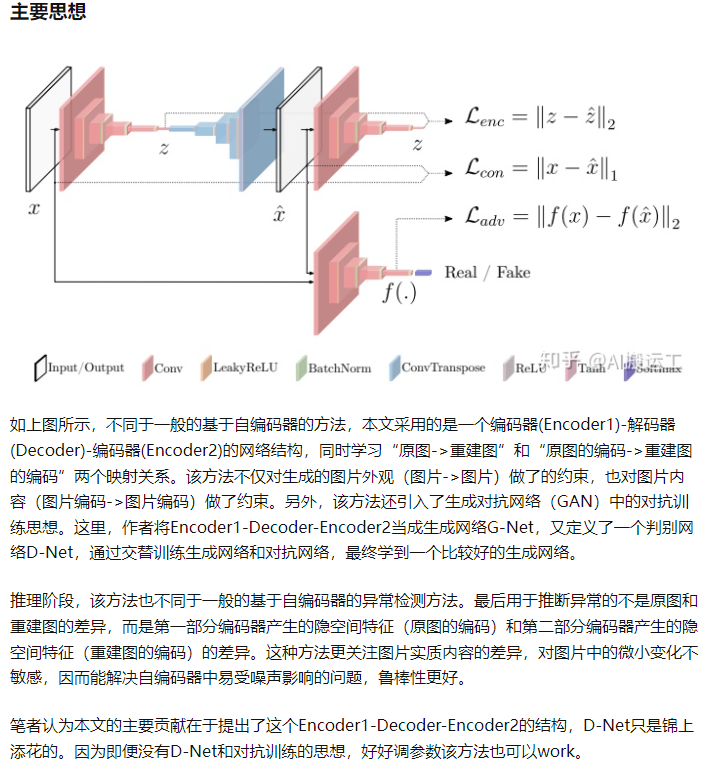 主要思想
x
z
x̂
z
ℒenc = ‖z − ẑ‖2
ℒcon = ‖x − x̂‖1
ℒadv = ‖f(x) − f(x̂)‖2
f(.)
Real / Fake
Input/Output Conv LeakyReLU BatchNorm ConvTranspose ReLU Tanh Softmax
知乎 @AI搬运工
如上图所示，不同于一般的基于自编码器的方法，本文采用的是一个编码器(Encoder1)-解码器
(Decoder)-编码器(Encoder2)的网络结构，同时学习“原图->重建图”和“原图的编码->重建图
的编码”两个映射关系。该方法不仅对生成的图片外观（图片->图片）做了的约束，也对图片内
容（图片编码->图片编码）做了约束。另外，该方法还引入了生成对抗网络（GAN）中的对抗训
练思想。这里，作者将Encoder1-Decoder-Encoder2当成生成网络G-Net，又定义了一个判别网
络D-Net，通过交替训练生成网络和对抗网络，最终学到一个比较好的生成网络。
推理阶段，该方法也不同于一般的基于自编码器的异常检测方法。最后用于推断异常的不是原图和
重建图的差异，而是第一部分编码器产生的隐空间特征（原图的编码）和第二部分编码器产生的隐
空间特征（重建图的编码）的差异。这种方法更关注图片实质内容的差异，对图片中的微小变化不
敏感，因而能解决自编码器中易受噪声影响的问题，鲁棒性更好。
笔者认为本文的主要贡献在于提出了这个Encoder1-Decoder-Encoder2的结构，D-Net只是锦上
添花的。因为即便没有D-Net和对抗训练的思想，好好调参数该方法也可以work。